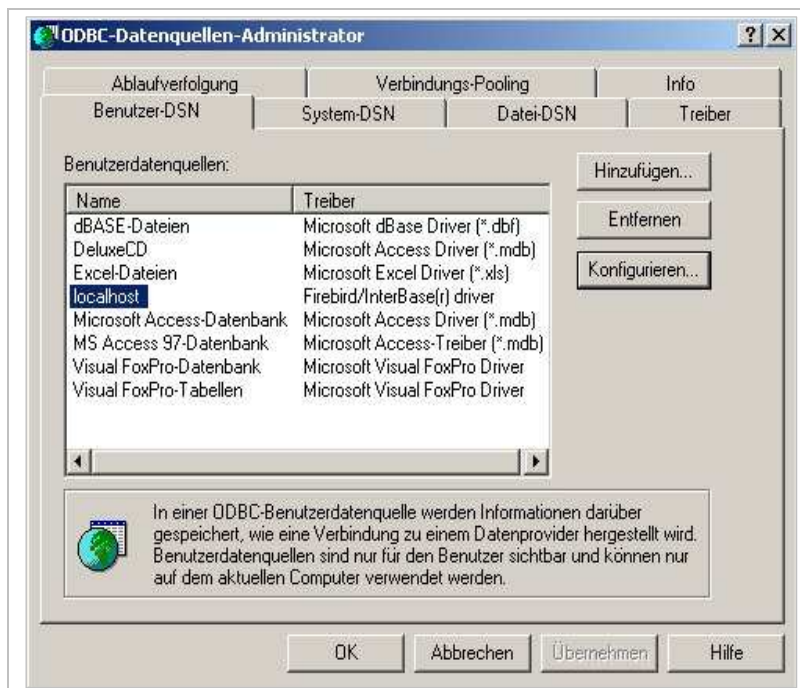 ODBC-Datenquellen-Administrator
Ablaufverfolgung Verbindungs-Pooling Info
Benutzer-DSN System-DSN Datei-DSN Treiber
Benutzerdatenquellen:
Name Treiber
dBASE-Dateien Microsoft dBase Driver (*.dbf)
DeluxeCD Microsoft Access Driver (*.mdb)
Excel-Dateien Microsoft Excel Driver (*.xls)
localhost Firebird/InterBase(r) driver
Microsoft Access-Datenbank Microsoft Access Driver (*.mdb)
MS Access 97-Datenbank Microsoft Access-Treiber (*.mdb)
Visual FoxPro-Datenbank Microsoft Visual FoxPro Driver
Visual FoxPro-Tabellen Microsoft Visual FoxPro Driver
Hinzufügen...
Entfernen
Konfigurieren...
In einer ODBC-Benutzerdatenquelle werden Informationen darüber
gespeichert, wie eine Verbindung zu einem Datenprovider hergestellt wird.
Benutzerdatenquellen sind nur für den Benutzer sichtbar und können nur
auf dem aktuellen Computer verwendet werden.
OK Abbrechen Übernehmen Hilfe